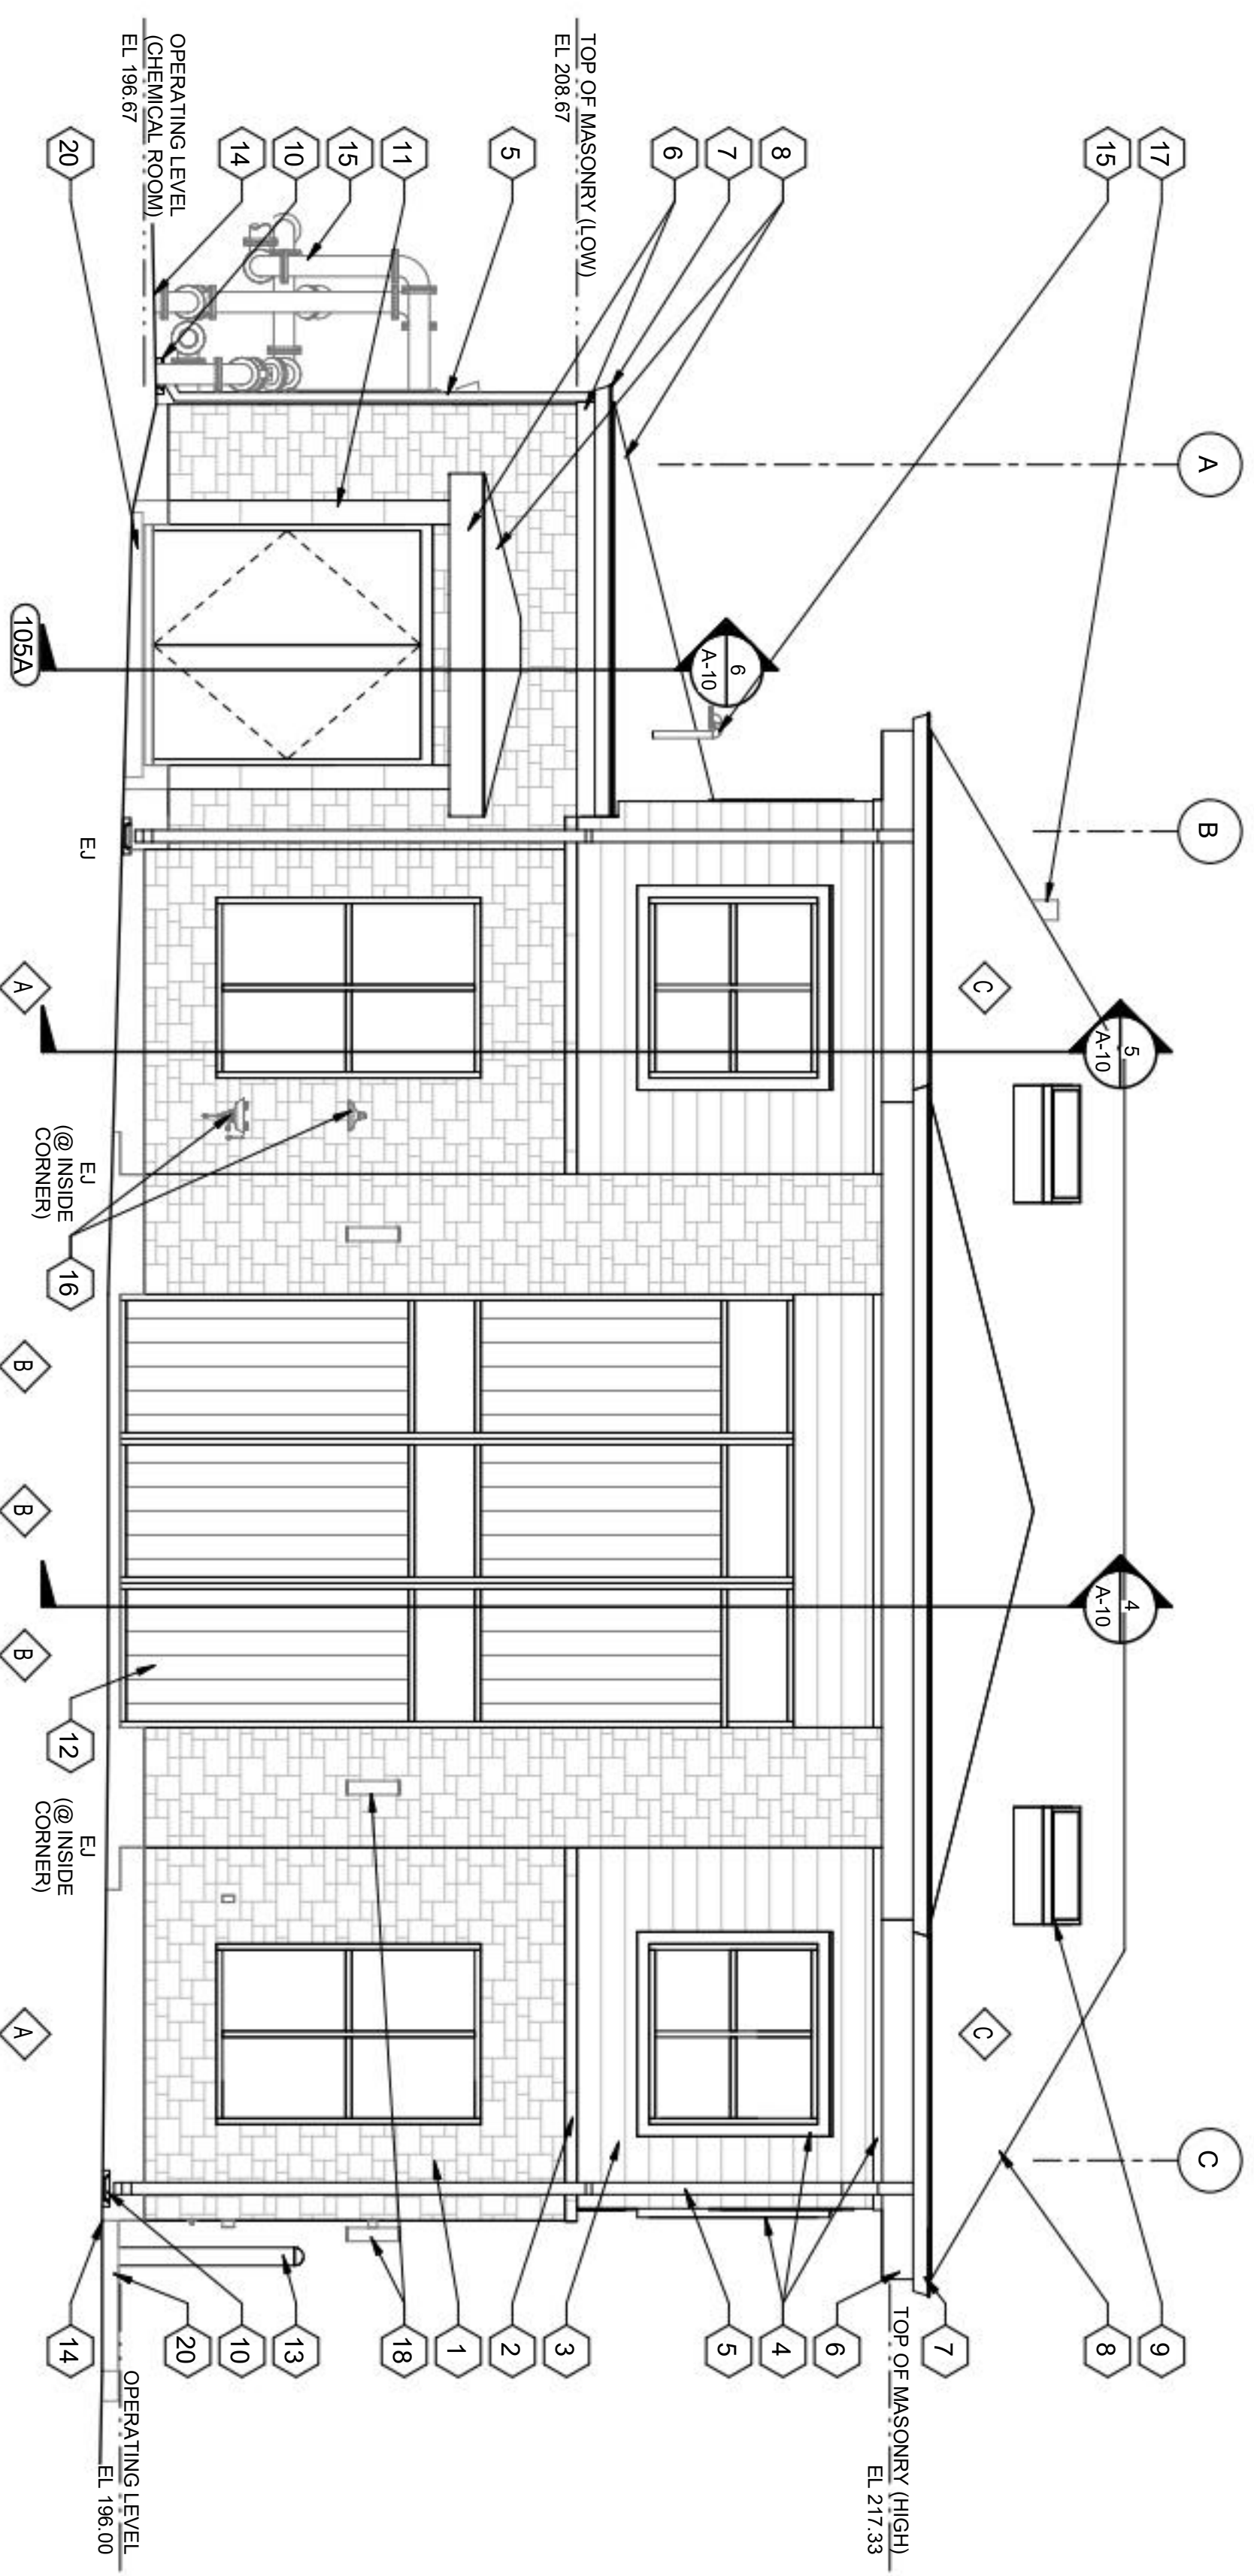 A
B
C
17
9
15
5
A-10
4
A-10
8
C
C
7
TOP OF MASONRY (HIGH)
EL 217.33
6
8
4
7
6
A-10
5
6
TOP OF MASONRY (LOW)
EL 208.67
3
5
2
1
11
18
15
10
13
14
10
20
OPERATING LEVEL
(CHEMICAL ROOM)
EL 196.67
OPERATING LEVEL
EL 196.00
20
EJ
EJ
(@ INSIDE
CORNER)
16
12
EJ
(@ INSIDE
CORNER)
14
105A
A
B
B
B
A